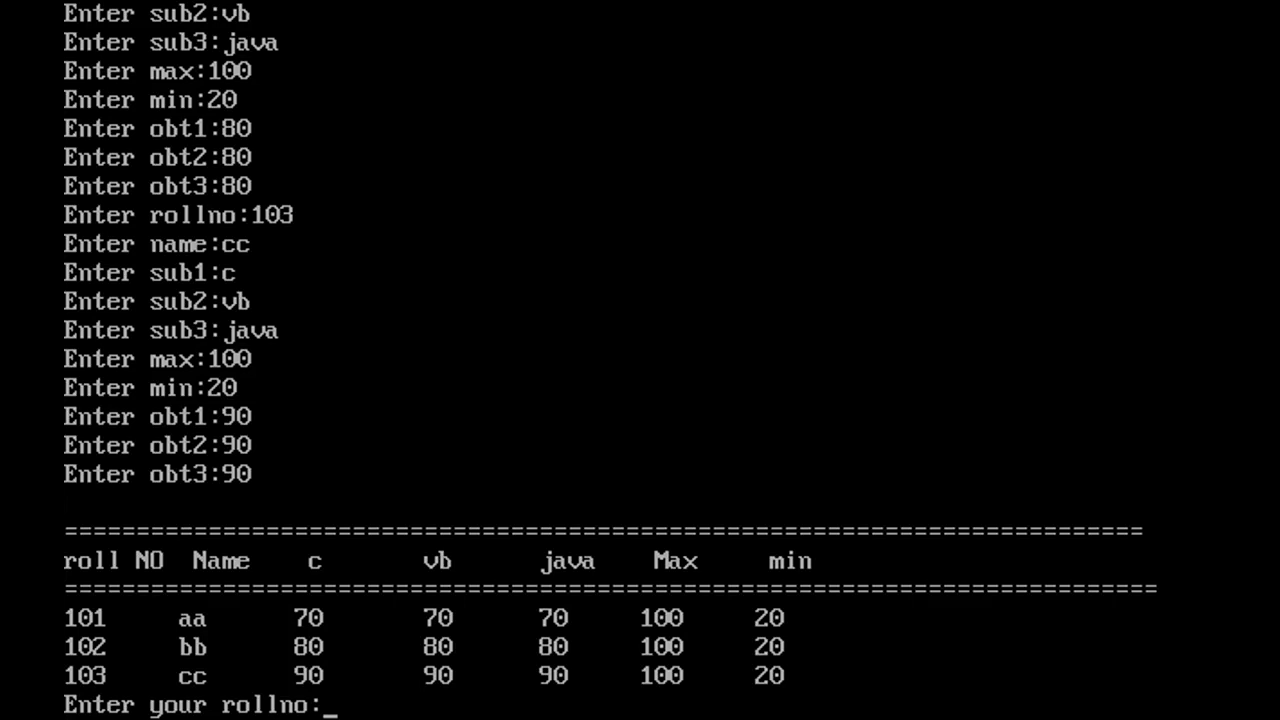 Enter sub2:vb
Enter sub3:java
Enter max:100
Enter min:20
Enter obt1:80
Enter obt2:80
Enter obt3:80
Enter rollno:103
Enter name:cc
Enter sub1:c
Enter sub2:vb
Enter sub3:java
Enter max:100
Enter min:20
Enter obt1:90
Enter obt2:90
Enter obt3:90
===========================================================================
roll NO Name c vb java Max min
============================================================================
101 aa 70 70 70 100 20
102 bb 80 80 80 100 20
103 cc 90 90 90 100 20
Enter your rollno:_